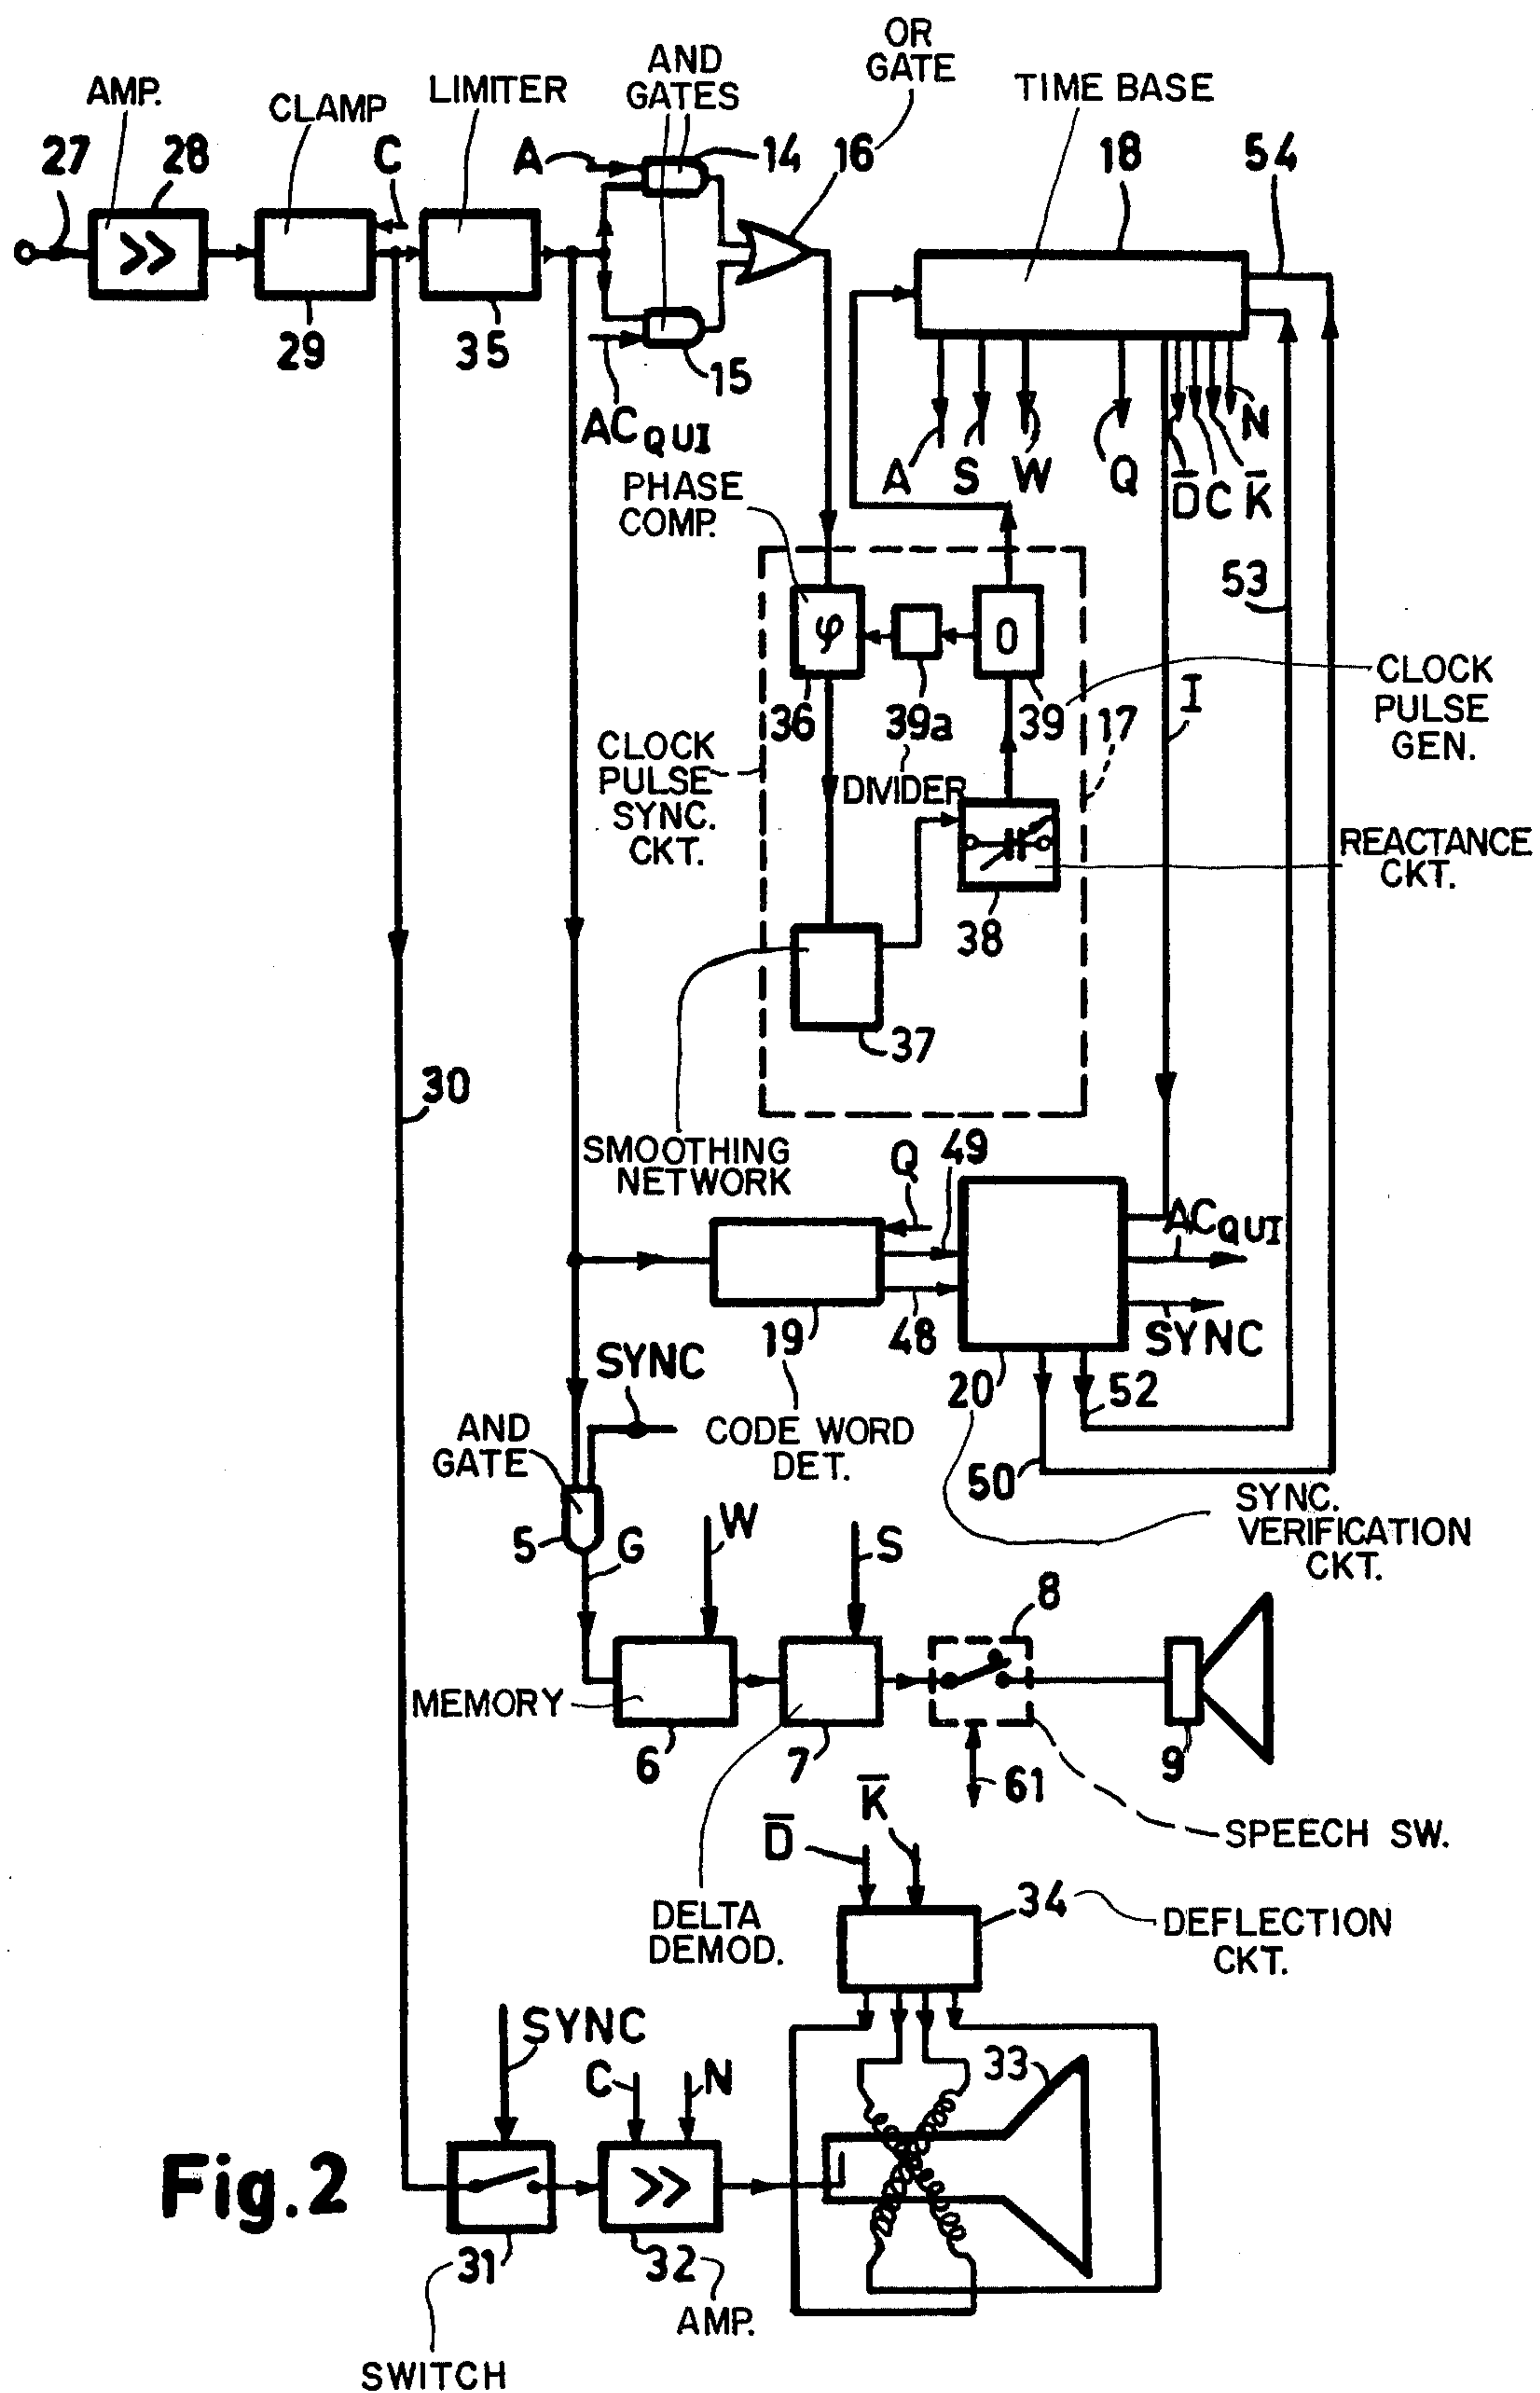 OR
GATE
AND
GATES
TIME BASE
AMP.
CLAMP
LIMITER
27
28
C
A
14
16
18
54
29
35
15
AC QUI
A
S
W
Q
D̅
C
K̅
N
PHASE
COMP.
53
φ
O
36
39a
39
CLOCK
PULSE
GEN.
I
17
CLOCK
PULSE
SYNC.
CKT.
DIVIDER
REACTANCE
CKT.
38
37
30
SMOOTHING
NETWORK
Q
49
AC QUI
19
48
SYNC
SYNC
20
52
AND
GATE
CODE WORD
DET.
50
SYNC.
VERIFICATION
CKT.
5
G
W
S
8
MEMORY
6
7
61
9
K̅
D̅
SPEECH SW.
34
DELTA
DEMOD.
DEFLECTION
CKT.
SYNC
C
N
33
Fig.2
31
32
AMP.
SWITCH